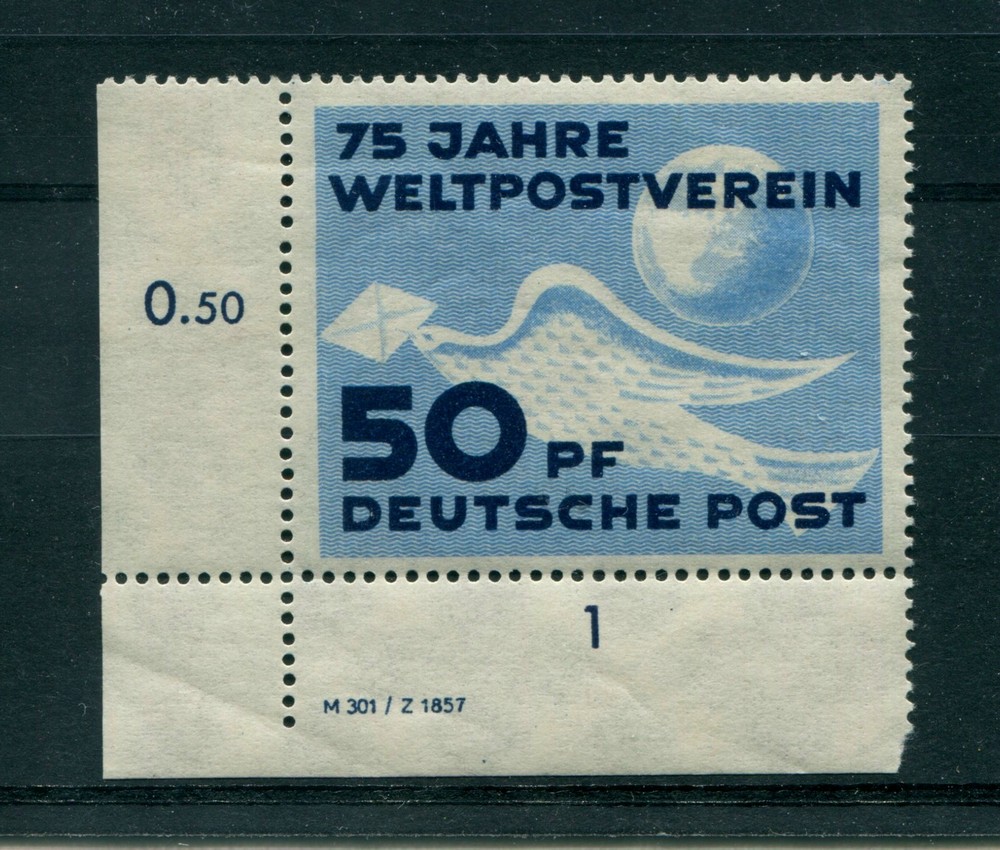 75 JAHRE
WELTPOSTVEREIN
0.50
50 PF
DEUTSCHE POST
1
M 301 / Z 1857